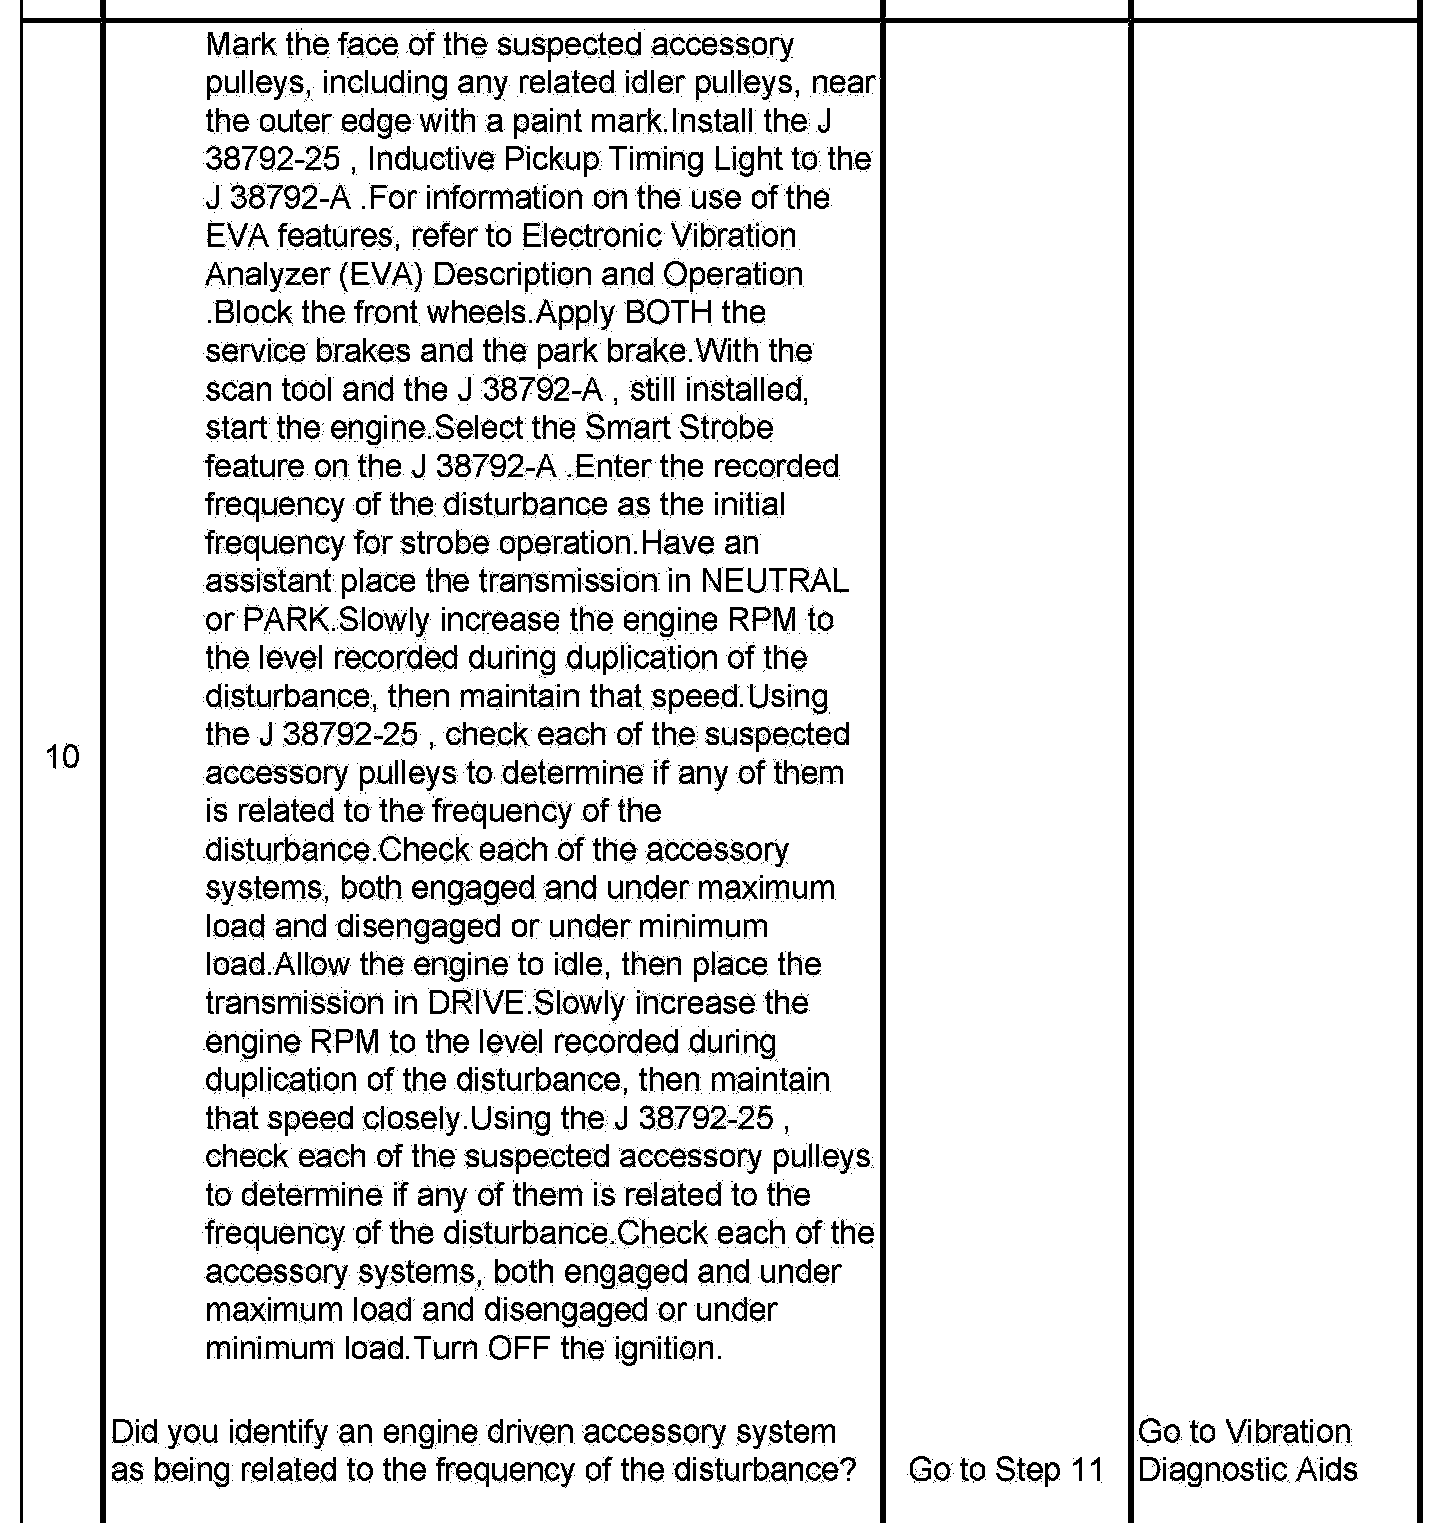 Mark the face of the suspected accessory
pulleys, including any related idler pulleys, near
the outer edge with a paint mark.Install the J
38792-25 , Inductive Pickup Timing Light to the
J 38792-A .For information on the use of the
EVA features, refer to Electronic Vibration
Analyzer (EVA) Description and Operation
.Block the front wheels.Apply BOTH the
service brakes and the park brake.With the
scan tool and the J 38792-A , still installed,
start the engine.Select the Smart Strobe
feature on the J 38792-A .Enter the recorded
frequency of the disturbance as the initial
frequency for strobe operation.Have an
assistant place the transmission in NEUTRAL
or PARK.Slowly increase the engine RPM to
the level recorded during duplication of the
disturbance, then maintain that speed.Using
the J 38792-25 , check each of the suspected
10
accessory pulleys to determine if any of them
is related to the frequency of the
disturbance.Check each of the accessory
systems, both engaged and under maximum
load and disengaged or under minimum
load.Allow the engine to idle, then place the
transmission in DRIVE.Slowly increase the
engine RPM to the level recorded during
duplication of the disturbance, then maintain
that speed closely.Using the J 38792-25 ,
check each of the suspected accessory pulleys
to determine if any of them is related to the
frequency of the disturbance.Check each of the
accessory systems, both engaged and under
maximum load and disengaged or under
minimum load.Turn OFF the ignition.
Did you identify an engine driven accessory system
as being related to the frequency of the disturbance?
Go to Step 11
Go to Vibration
Diagnostic Aids